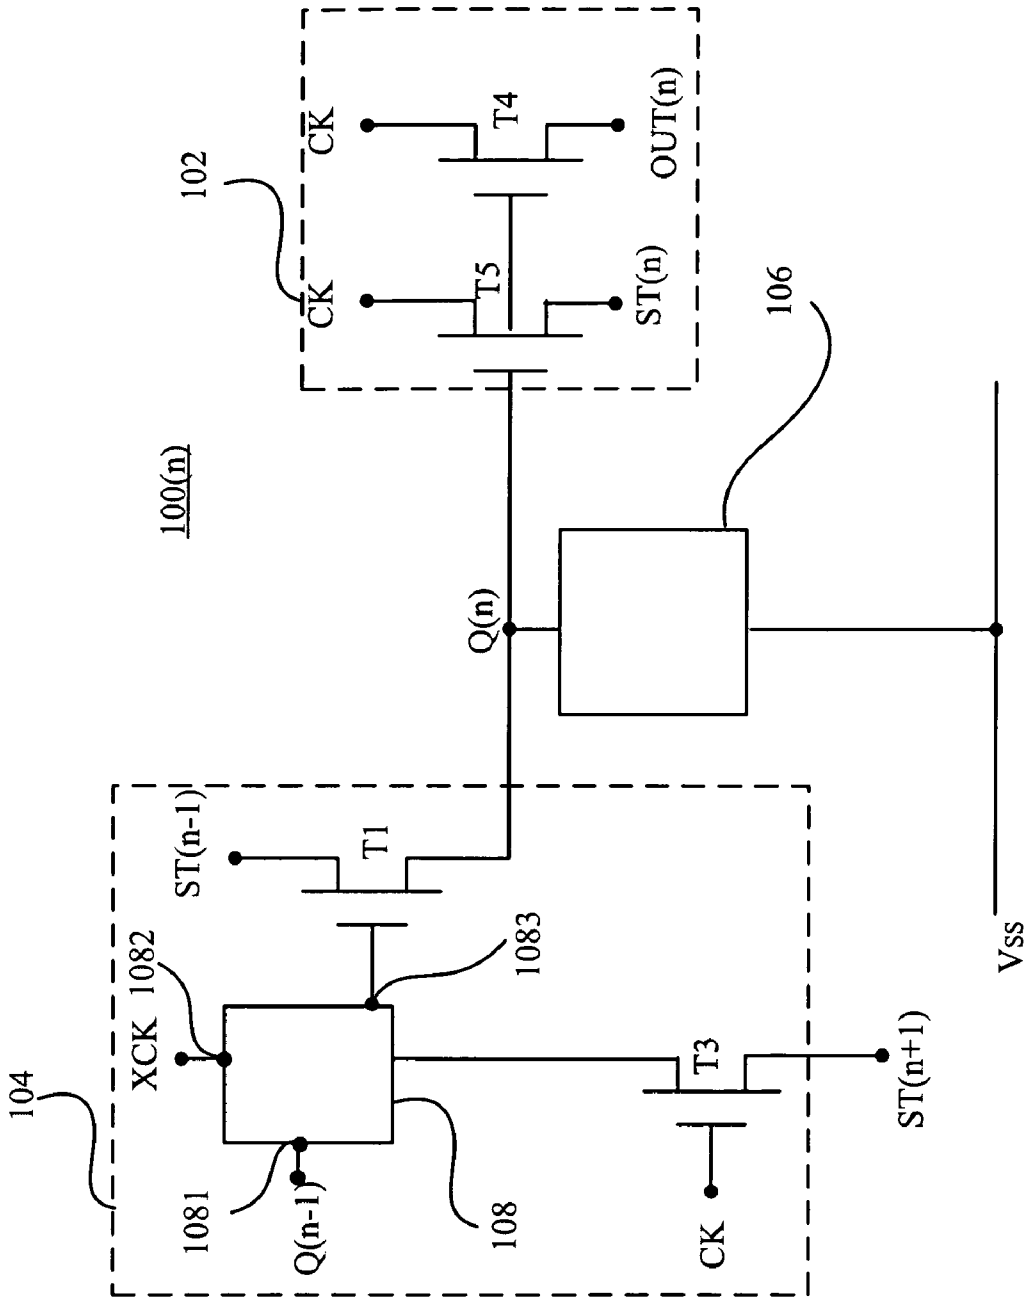 100(n)
104
XCK
1082
ST(n-1)
T1
1083
1081
Q(n-1)
108
T3
CK
ST(n+1)
Q(n)
106
Vss
102
CK
T5
ST(n)
CK
T4
OUT(n)